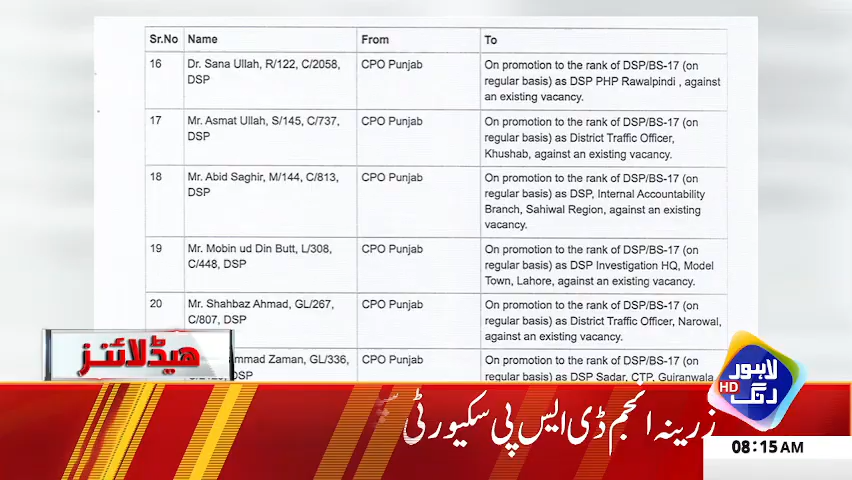 Sr.No Name From To
16 Dr. Sana Ullah, R/122, C/2058, CPO Punjab On promotion to the rank of DSP/BS-17 (on
DSP regular basis) as DSP PHP Rawalpindi , against
an existing vacancy.
17 Mr. Asmat Ullah, S/145, C/737, CPO Punjab On promotion to the rank of DSP/BS-17 (on
DSP regular basis) as District Traffic Officer,
Khushab, against an existing vacancy.
18 Mr. Abid Saghir, M/144, C/813, CPO Punjab On promotion to the rank of DSP/BS-17 (on
DSP regular basis) as DSP, Internal Accountability
Branch, Sahiwal Region, against an existing
vacancy.
19 Mr. Mobin ud Din Butt, L/308, CPO Punjab On promotion to the rank of DSP/BS-17 (on
C/448, DSP regular basis) as DSP Investigation HQ, Model
Town, Lahore, against an existing vacancy.
20 Mr. Shahbaz Ahmad, GL/267, CPO Punjab On promotion to the rank of DSP/BS-17 (on
C/807, DSP regular basis) as District Traffic Officer, Narowal,
against an existing vacancy.
Zaman, GL/336, CPO Punjab On promotion to the rank of DSP/BS-17 (on
regular basis) as DSP Sadar, CTP, Gujranwala
ہیڈلائنز
لاہور
رنگ
HD
زرینہ انجم ڈی ایس پی سکیورٹی
08:15 AM